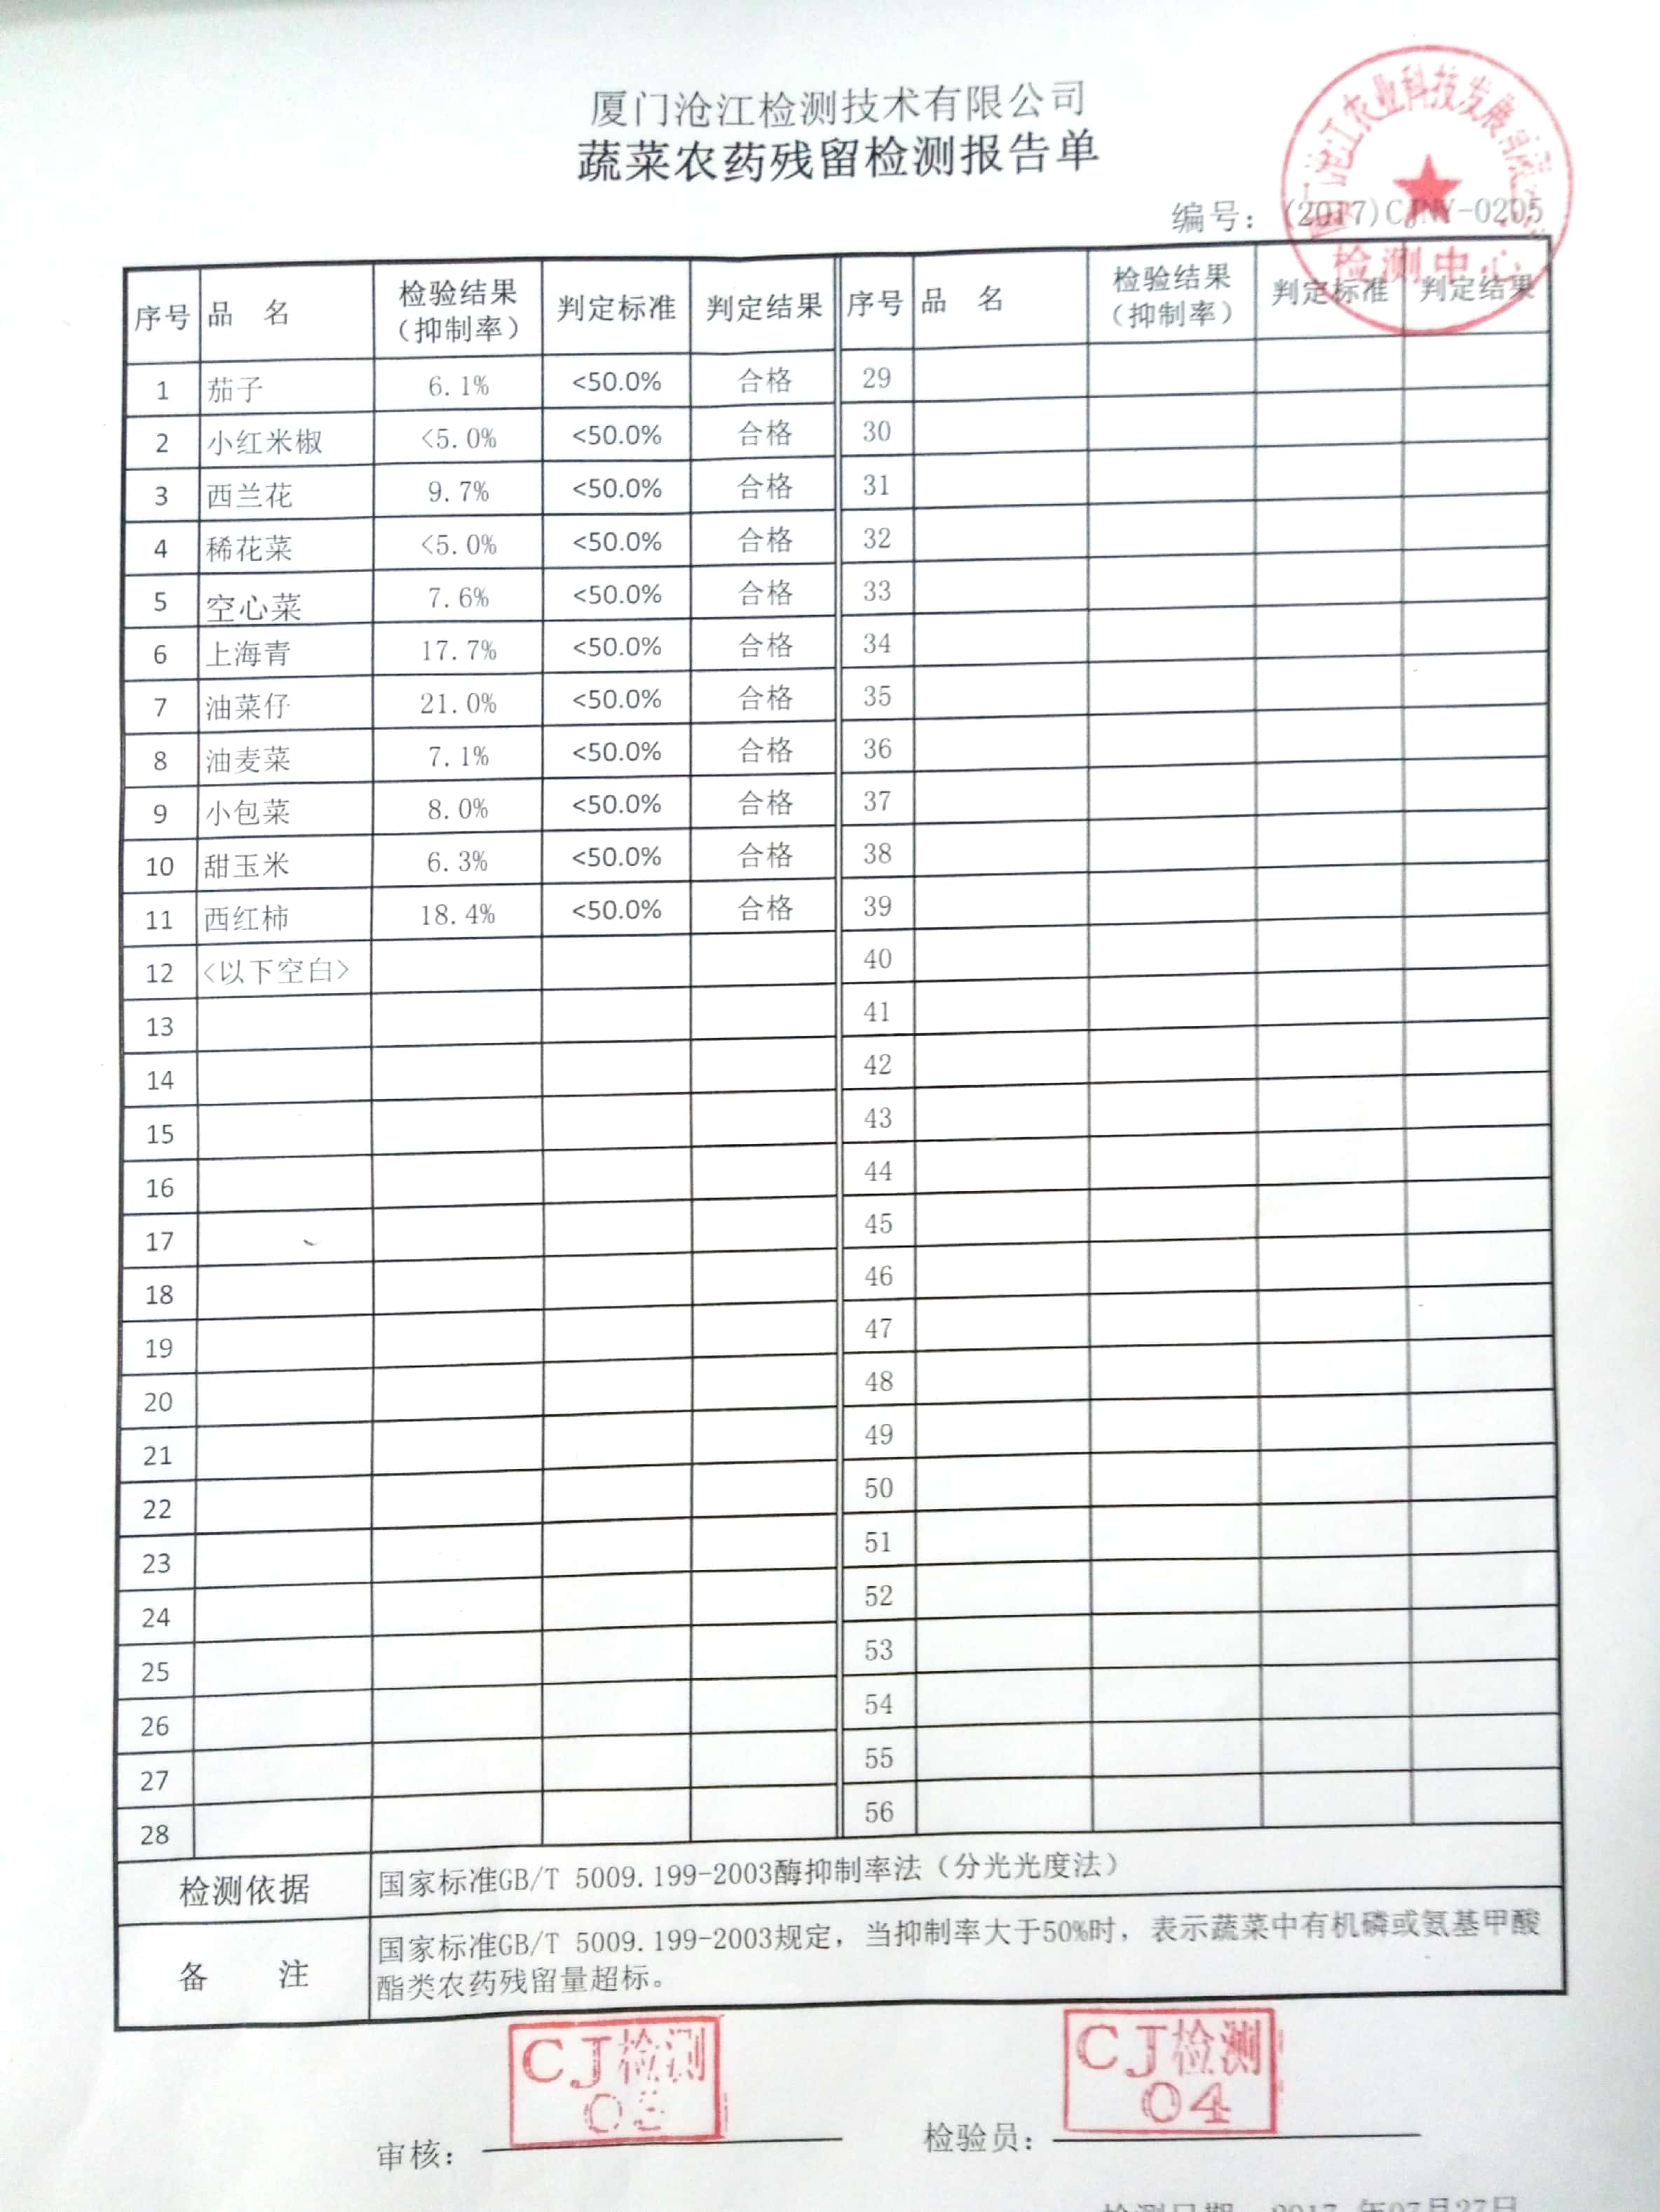 厦门沧江检测技术有限公司
蔬菜农药残留检测报告单
编号：(2017)CJNY-0205
江农业科技发展
检测中心
序号 品 名 检验结果（抑制率） 判定标准 判定结果 序号 品 名 检验结果（抑制率） 判定标准 判定结果
1 茄子 6.1% <50.0% 合格 29
2 小红米椒 <5.0% <50.0% 合格 30
3 西兰花 9.7% <50.0% 合格 31
4 稀花菜 <5.0% <50.0% 合格 32
5 空心菜 7.6% <50.0% 合格 33
6 上海青 17.7% <50.0% 合格 34
7 油菜仔 21.0% <50.0% 合格 35
8 油麦菜 7.1% <50.0% 合格 36
9 小包菜 8.0% <50.0% 合格 37
10 甜玉米 6.3% <50.0% 合格 38
11 西红柿 18.4% <50.0% 合格 39
12 <以下空白> 40
13 41
14 42
15 43
16 44
17 45
18 46
19 47
20 48
21 49
22 50
23 51
24 52
25 53
26 54
27 55
28 56
检测依据 国家标准GB/T 5009.199-2003酶抑制率法（分光光度法）
备 注 国家标准GB/T 5009.199-2003规定，当抑制率大于50%时，表示蔬菜中有机磷或氨基甲酸
酯类农药残留量超标。
CJ检测
CJ检测
04
审核： 检验员：
检测日期 2017 年07月27日